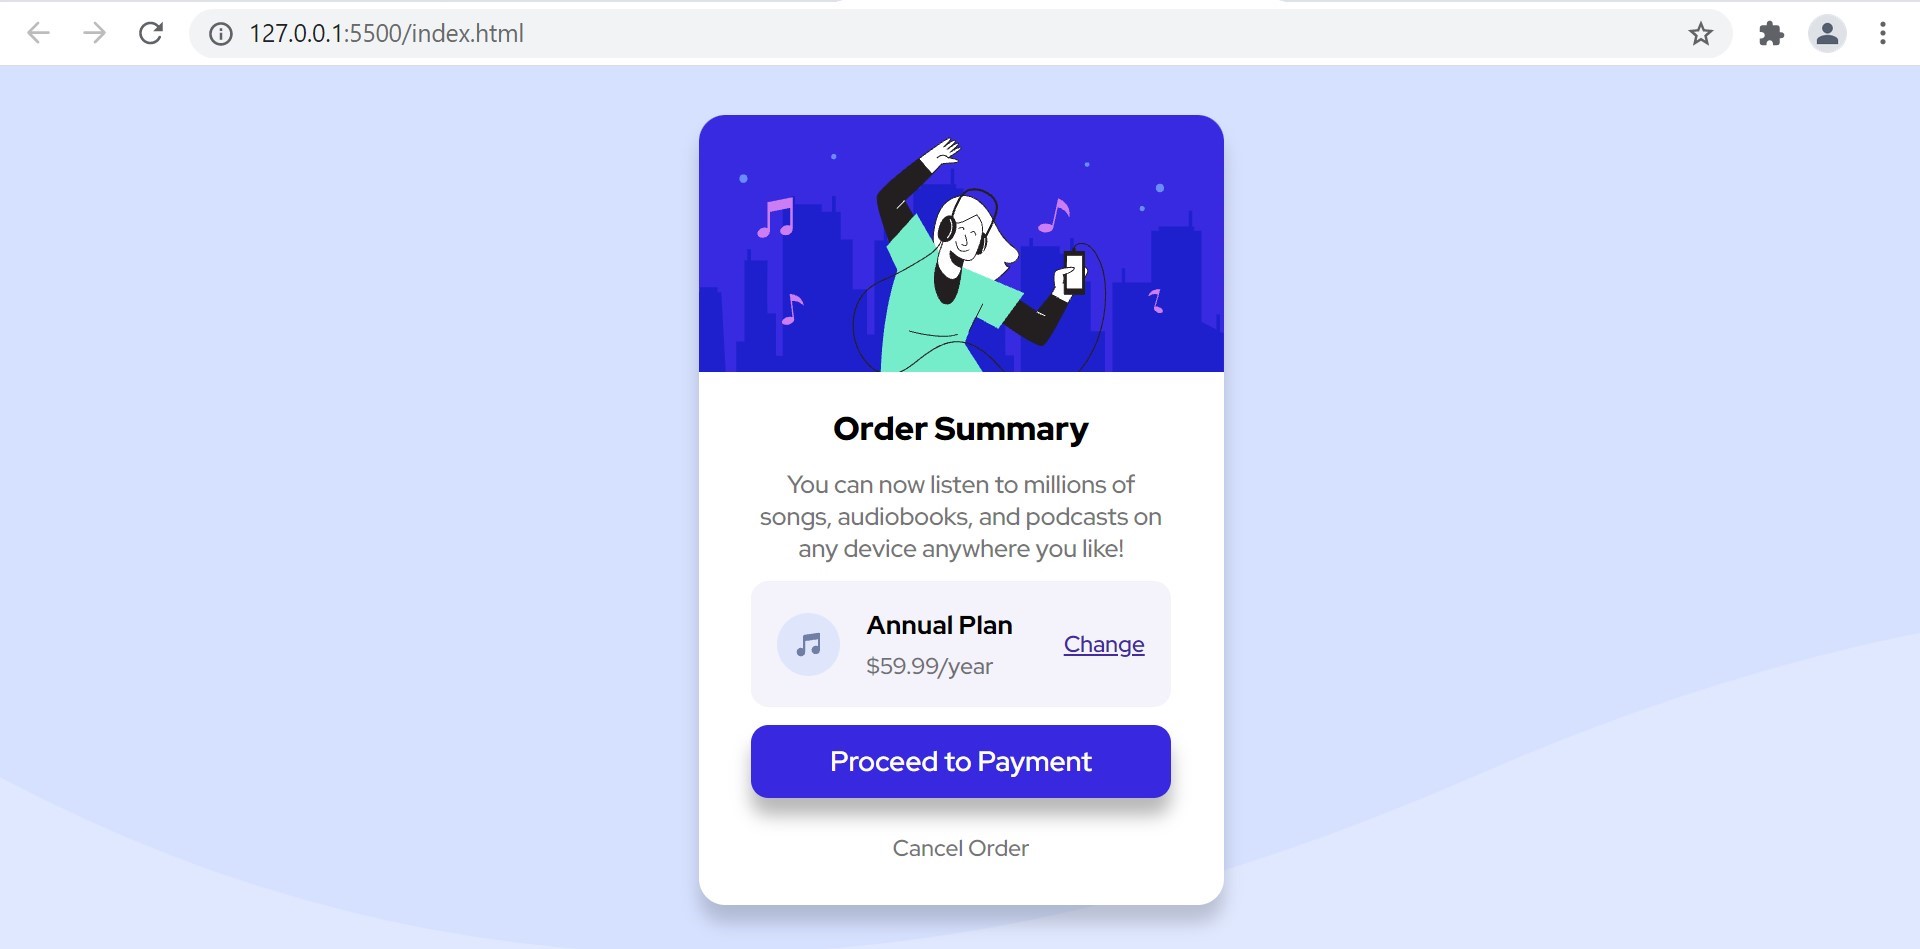 127.0.0.1:5500/index.html
Order Summary
You can now listen to millions of
songs, audiobooks, and podcasts on
any device anywhere you like!
Annual Plan
$59.99/year
Change
Proceed to Payment
Cancel Order